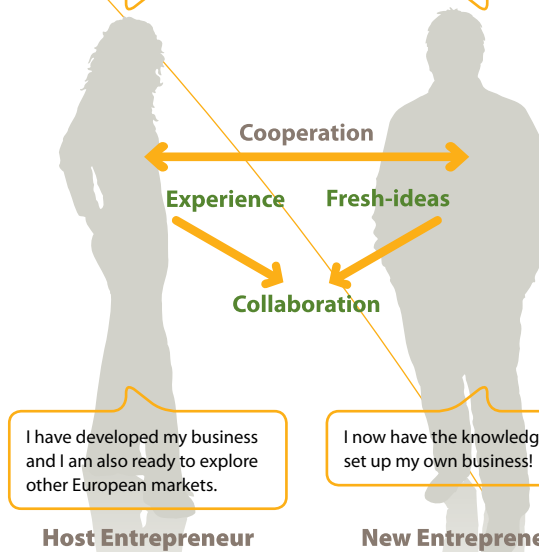 Cooperation
Experience
Fresh-ideas
Collaboration
I have developed my business
and I am also ready to explore
other European markets.
I now have the
set up my own business!
Host Entrepreneur
New